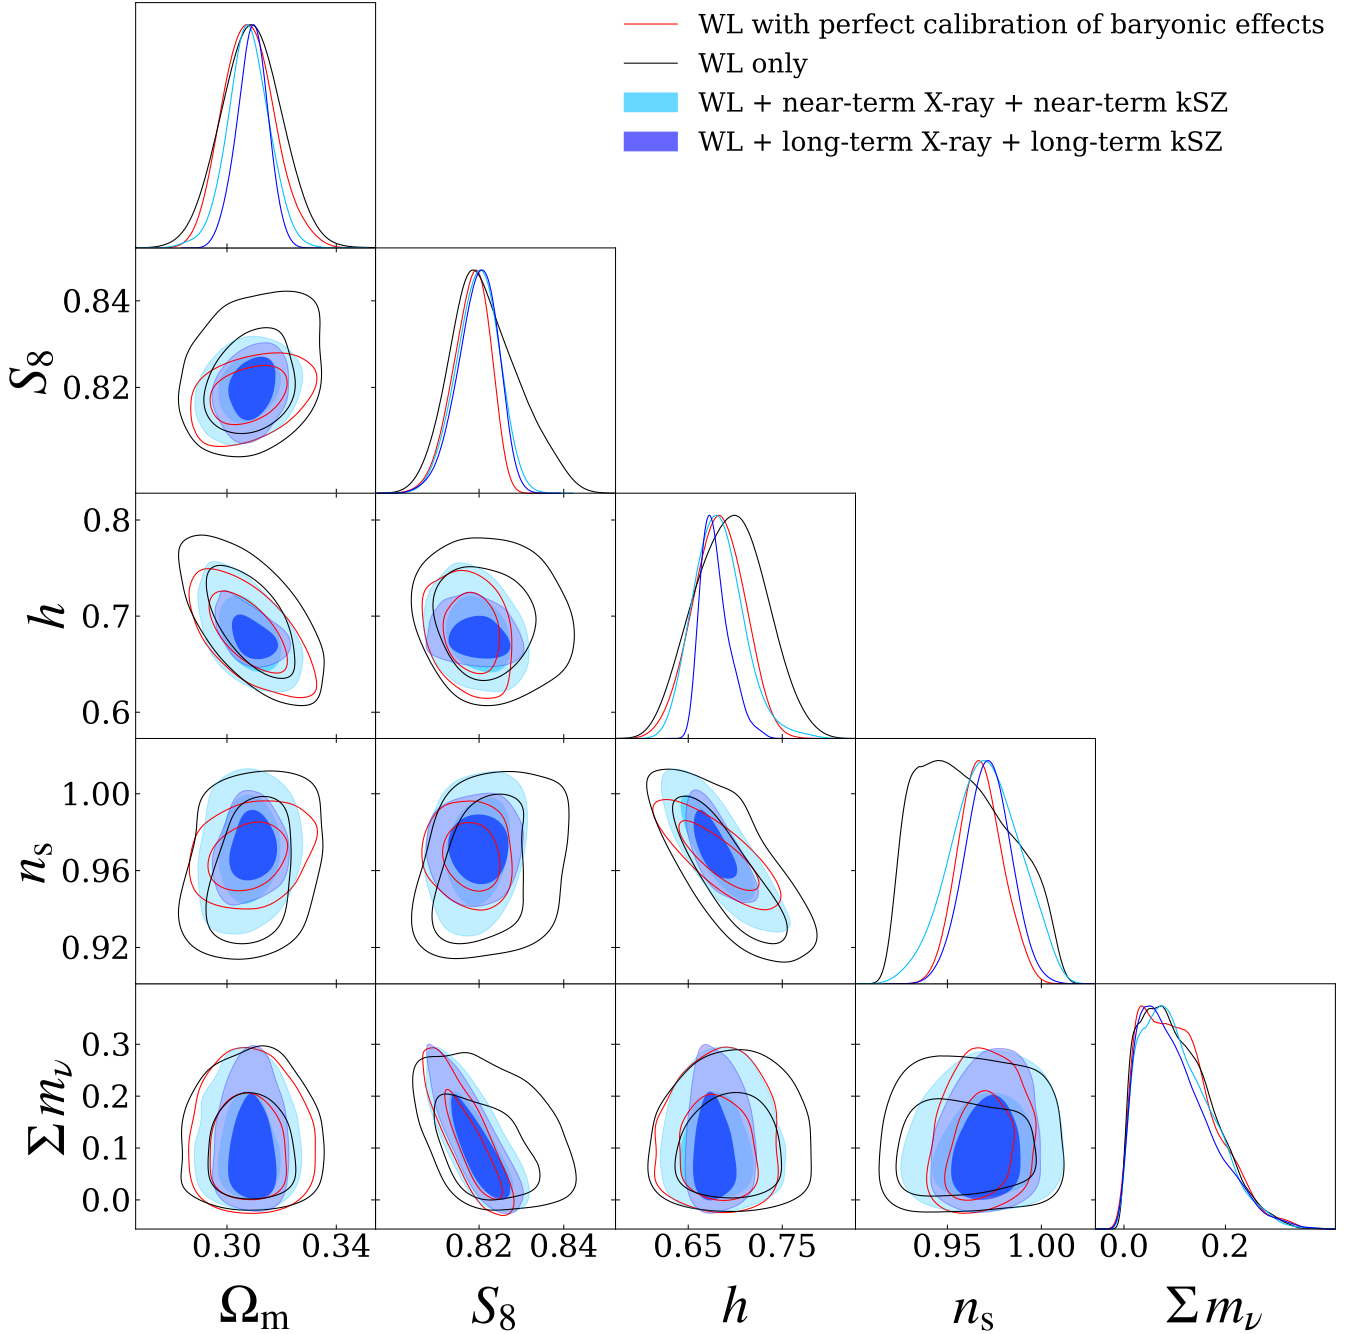 WL with perfect calibration of baryonic effects
WL only
WL + near-term X-ray + near-term kSZ
WL + long-term X-ray + long-term kSZ
0.84
0.82
S8
0.8
0.7
0.6
h
1.00
0.96
0.92
ns
0.3
0.2
0.1
0.0
Σmν
0.30 0.34 0.82 0.84 0.65 0.75 0.95 1.00 0.0 0.2
Ωm S8 h ns Σmν